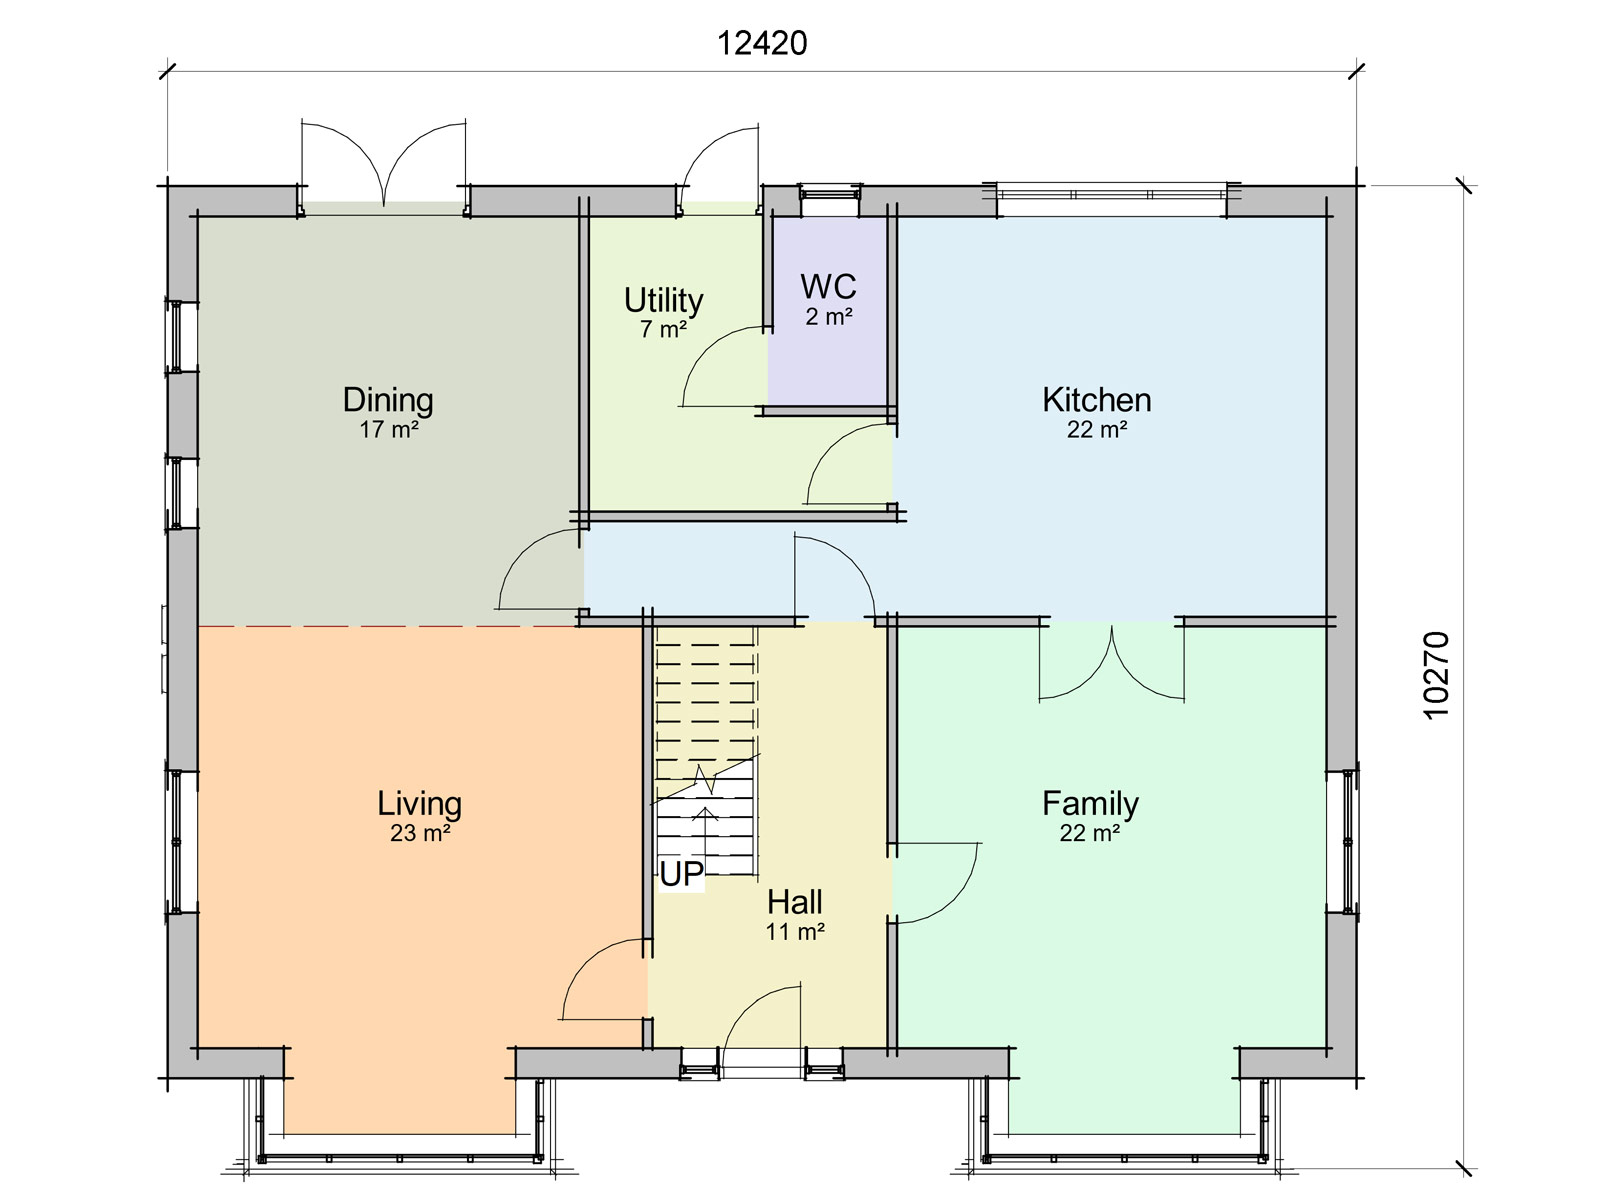 12420
Utility
7 m²
WC
2 m²
Dining
17 m²
Kitchen
22 m²
10270
Living
23 m²
Family
22 m²
UP
Hall
11 m²